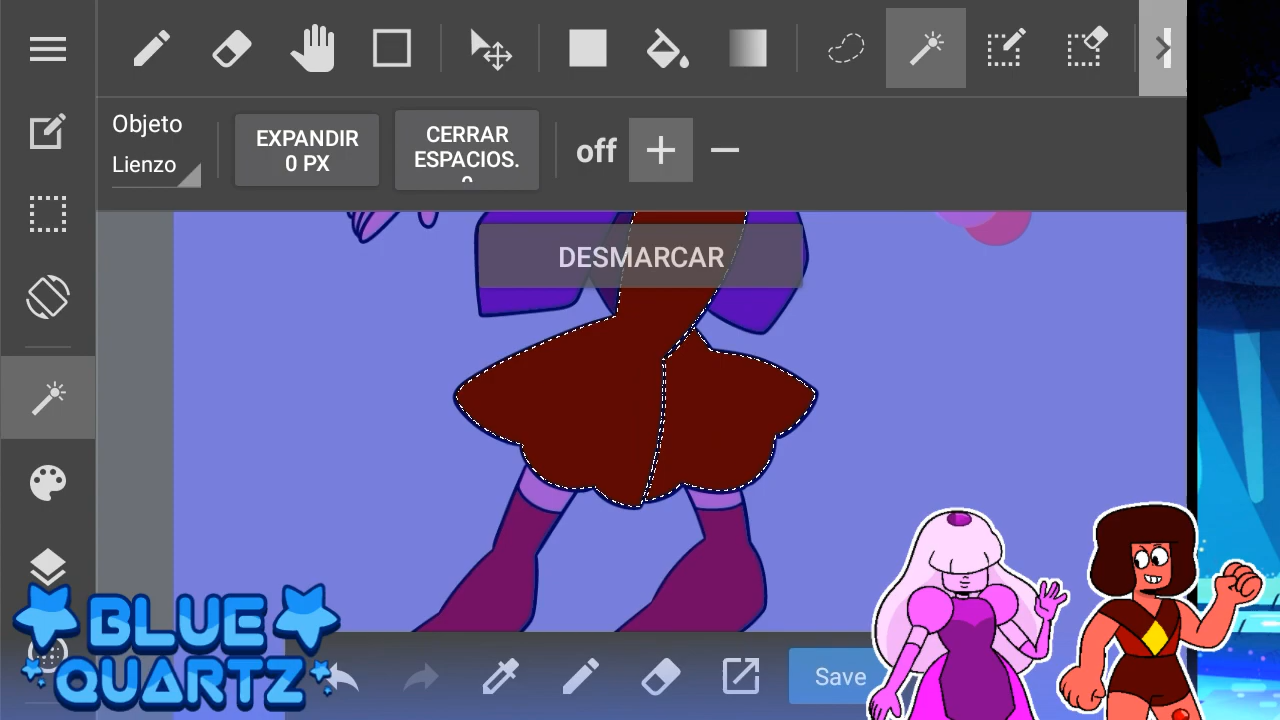 Objeto
Lienzo
EXPANDIR
0 PX
CERRAR
ESPACIOS.
off
DESMARCAR
BLUE
QUARTZ
Save